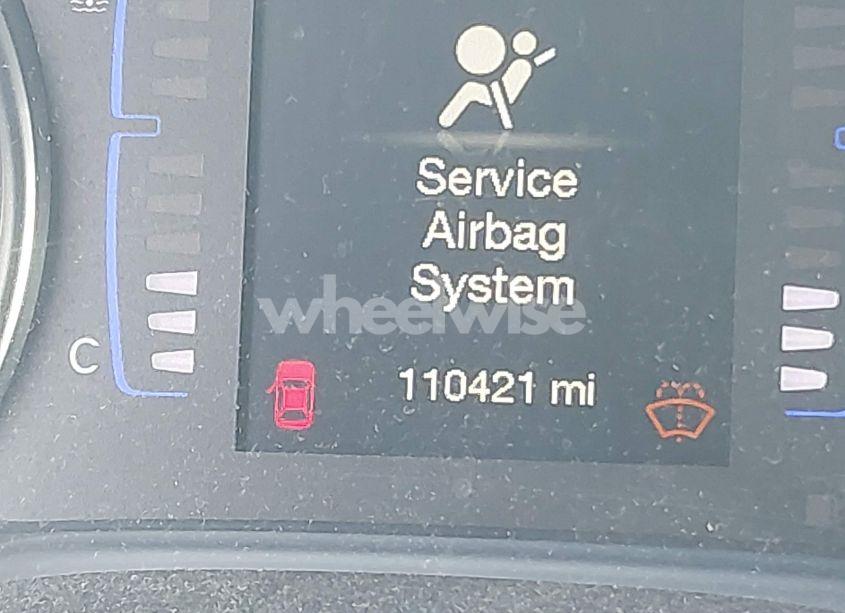 Service
Airbag
System
wheelwise
C
110421 mi